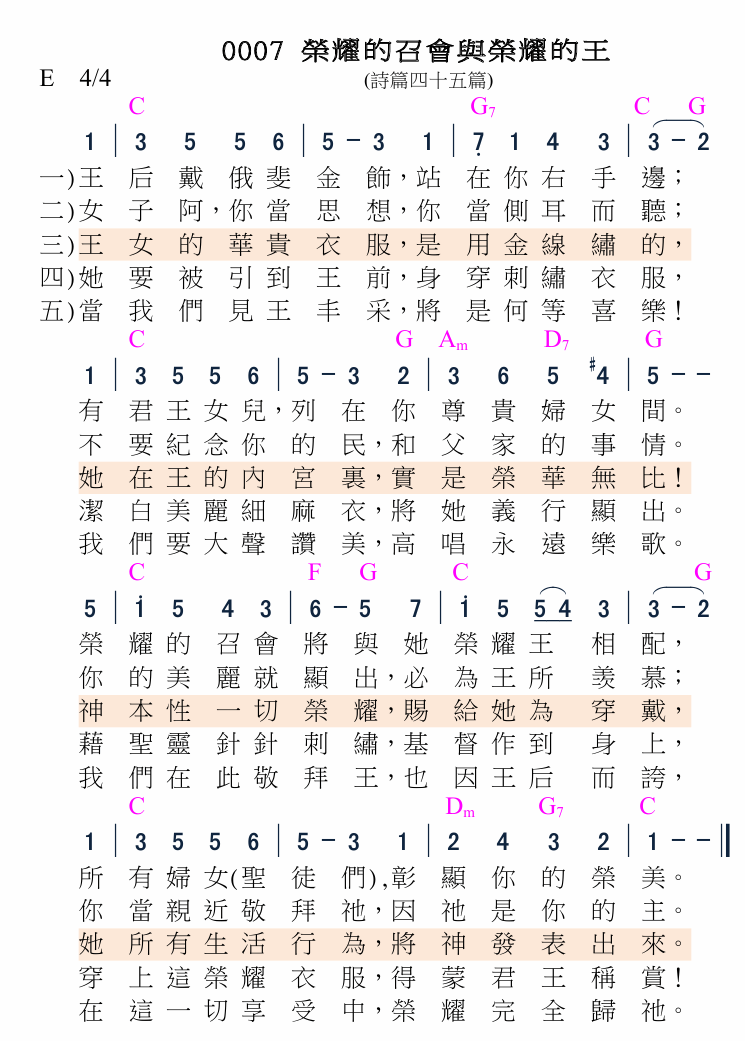 0007 榮耀的召會與榮耀的王
E 4/4 (詩篇四十五篇)
C G7 C G
1 | 3 5 5 6 | 5 - 3 1 | 7̣ 1 4 3 | 3 - 2
一)王后戴俄斐金飾,站在你右手邊;
二)女子阿,你當思想,你當側耳而聽;
三)王女的華貴衣服,是用金線繡的,
四)她要被引到王前,身穿刺繡衣服,
五)當我們見王丰采,將是何等喜樂!
C G Am D7 G
1 | 3 5 5 6 | 5 - 3 2 | 3 6 5 #4 | 5 - -
有君王女兒,列在你尊貴婦女間。
不要紀念你的民,和父家的事情。
她在王的內宮裏,實是榮華無比!
潔白美麗細麻衣,將她義行顯出。
我們要大聲讚美,高唱永遠樂歌。
C F G C G
5 | 1̇ 5 4 3 | 6 - 5 7 | 1̇ 5 5 4 3 | 3 - 2
榮耀的召會將與她榮耀王相配,
你的美麗就顯出,必為王所羨慕;
神本性一切榮耀,賜給她為穿戴,
藉聖靈針針刺繡,基督作到身上,
我們在此敬拜王,也因王后而誇,
C Dm G7 C
1 | 3 5 5 6 | 5 - 3 1 | 2 4 3 2 | 1 - - ‖
所有婦女(聖徒們),彰顯你的榮美。
你當親近敬拜祂,因祂是你的主。
她所有生活行為,將神發表出來。
穿上這榮耀衣服,得蒙君王稱賞!
在這一切享受中,榮耀完全歸祂。